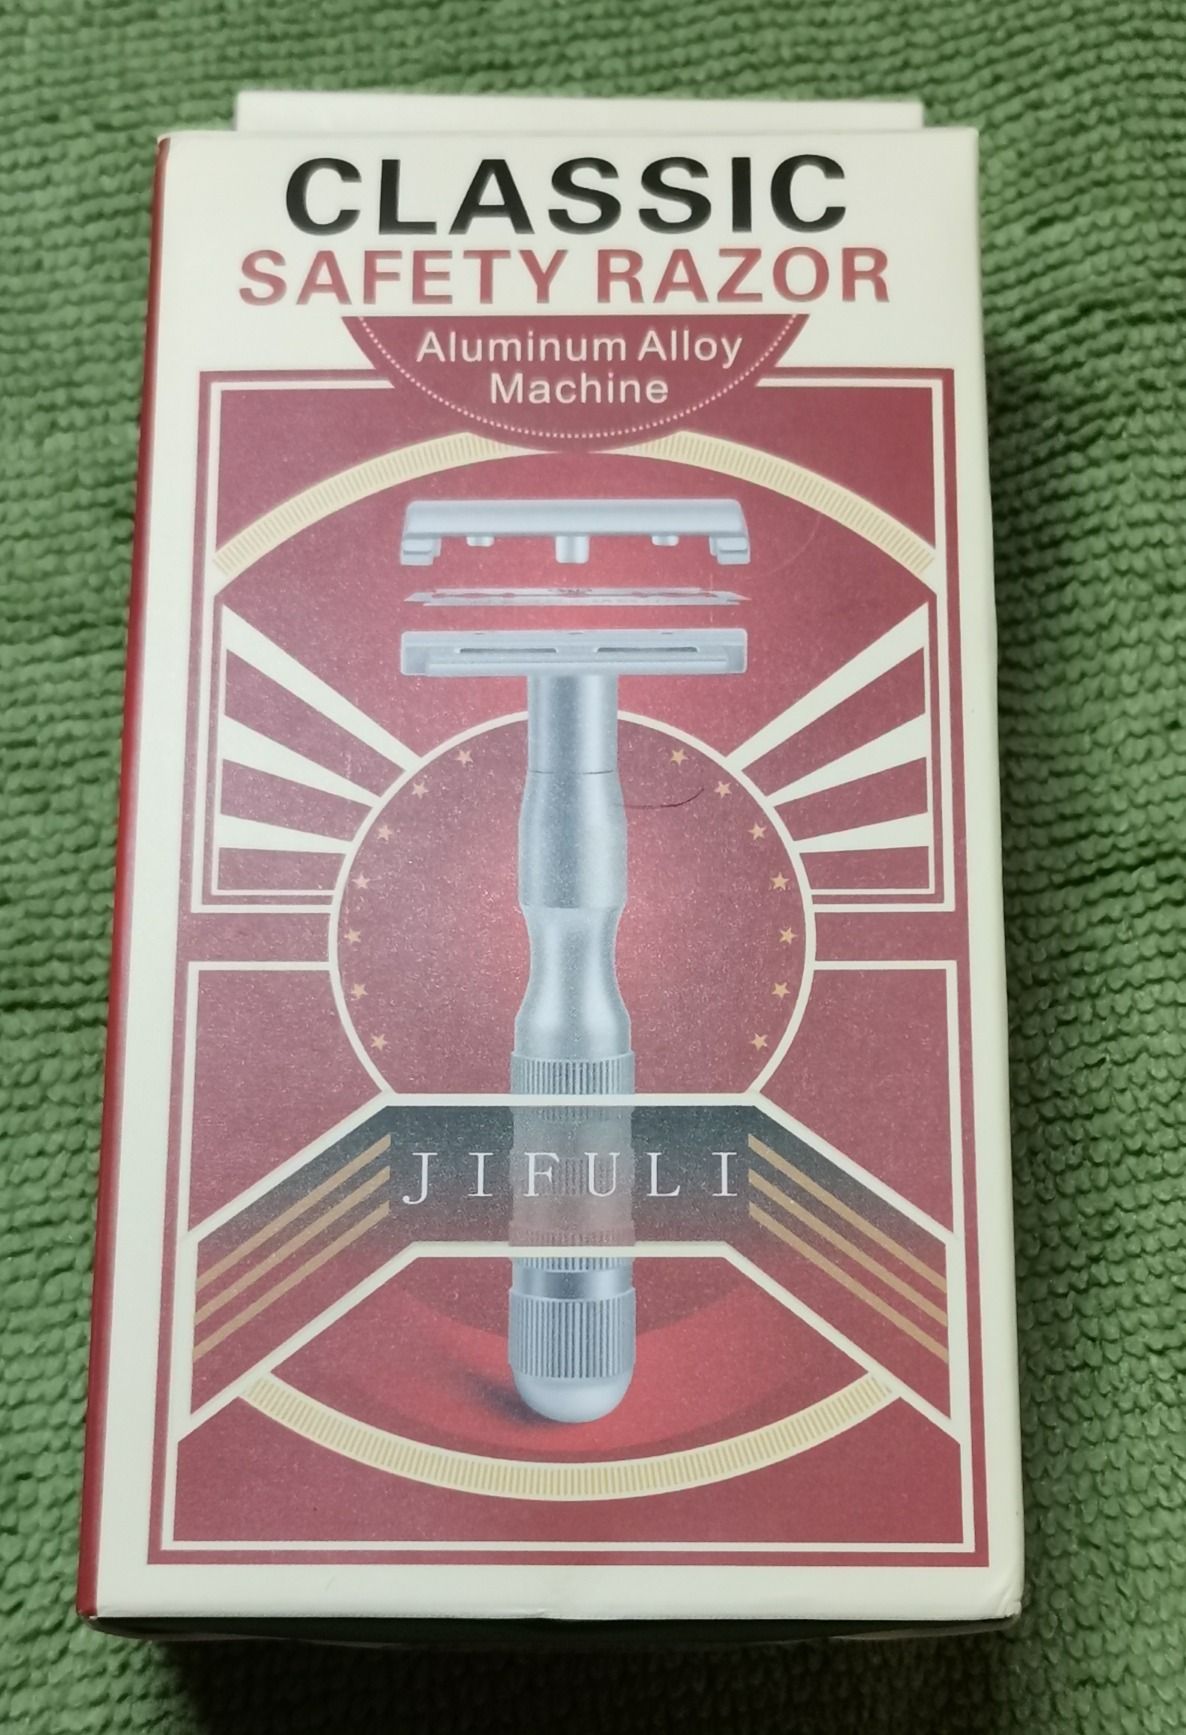 CLASSIC
SAFETY RAZOR
Aluminum Alloy
Machine
JIFULI